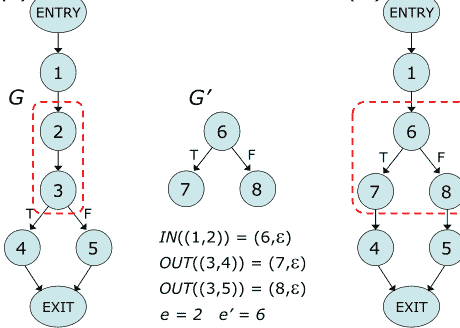 ENTRY
1
G
2
3
T F
4 5
EXIT
G′
6
T F
7 8
IN((1,2)) = (6,ε)
OUT((3,4)) = (7,ε)
OUT((3,5)) = (8,ε)
e = 2 e′ = 6
ENTRY
1
6
T F
7 8
4 5
EXIT